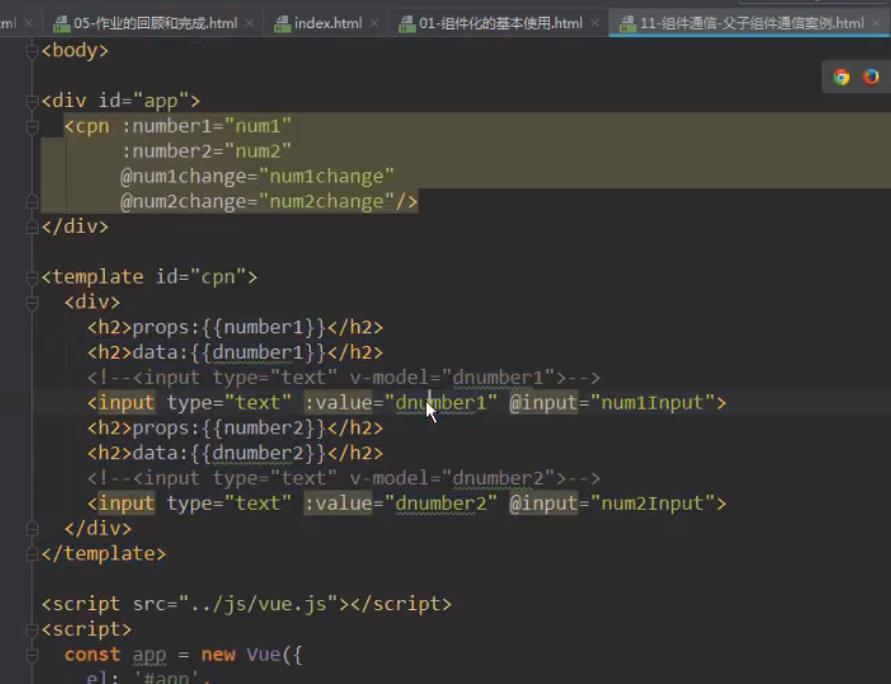 ml
05-作业的回顾和完成.html
index.html
01-组件化的基本使用.html
11-组件通信-父子组件通信案例.html
<body>
<div id="app">
<cpn :number1="num1"
:number2="num2"
@num1change="num1change"
@num2change="num2change"/>
</div>
<template id="cpn">
<div>
<h2>props:{{number1}}</h2>
<h2>data:{{dnumber1}}</h2>
<!--<input type="text" v-model="dnumber1">-->
<input type="text" :value="dnumber1" @input="num1Input">
<h2>props:{{number2}}</h2>
<h2>data:{{dnumber2}}</h2>
<!--<input type="text" v-model="dnumber2">-->
<input type="text" :value="dnumber2" @input="num2Input">
</div>
</template>
<script src="../js/vue.js"></script>
<script>
const app = new Vue({
el: '#app',